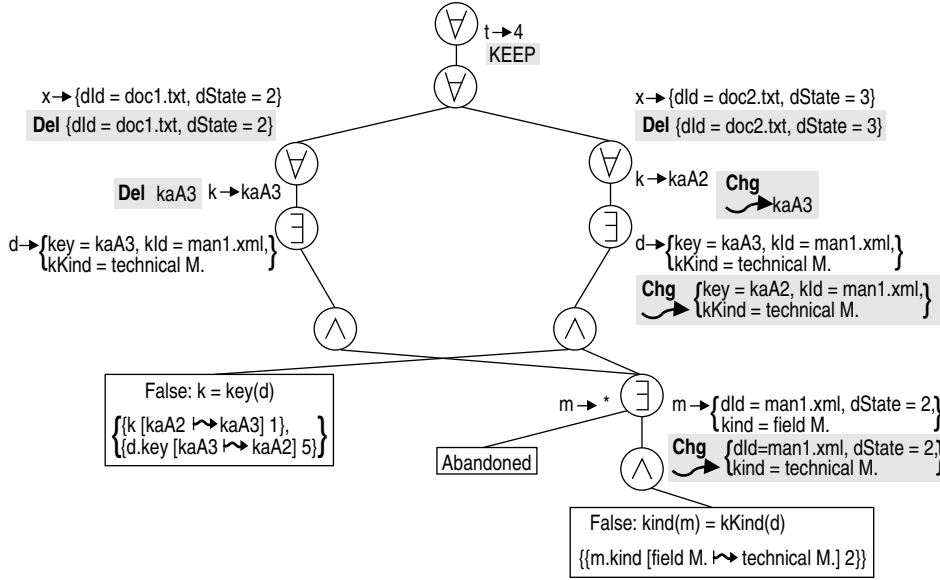 ∀
t→4
KEEP
∀
x→{dId = doc1.txt, dState = 2}
Del {dId = doc1.txt, dState = 2}
x→{dId = doc2.txt, dState = 3}
Del {dId = doc2.txt, dState = 3}
∀
∀
Del kaA3 k→kaA3
k→kaA2
Chg
kaA3
∃
∃
d→{key = kaA3, kId = man1.xml,
kKind = technical M.}
d→{key = kaA3, kId = man1.xml,
kKind = technical M.}
Chg
{key = kaA2, kId = man1.xml,
kKind = technical M.}
∧
∧
False: k = key(d)
{{k [kaA2 ↝ kaA3] 1},
{d.key [kaA3 ↝ kaA2] 5}}
m→ *
∃
m→{dId = man1.xml, dState = 2,
kind = field M.}
Chg
{dId=man1.xml, dState = 2,
kind = technical M.}
Abandoned
∧
False: kind(m) = kKind(d)
{{m.kind [field M. ↝ technical M.] 2}}